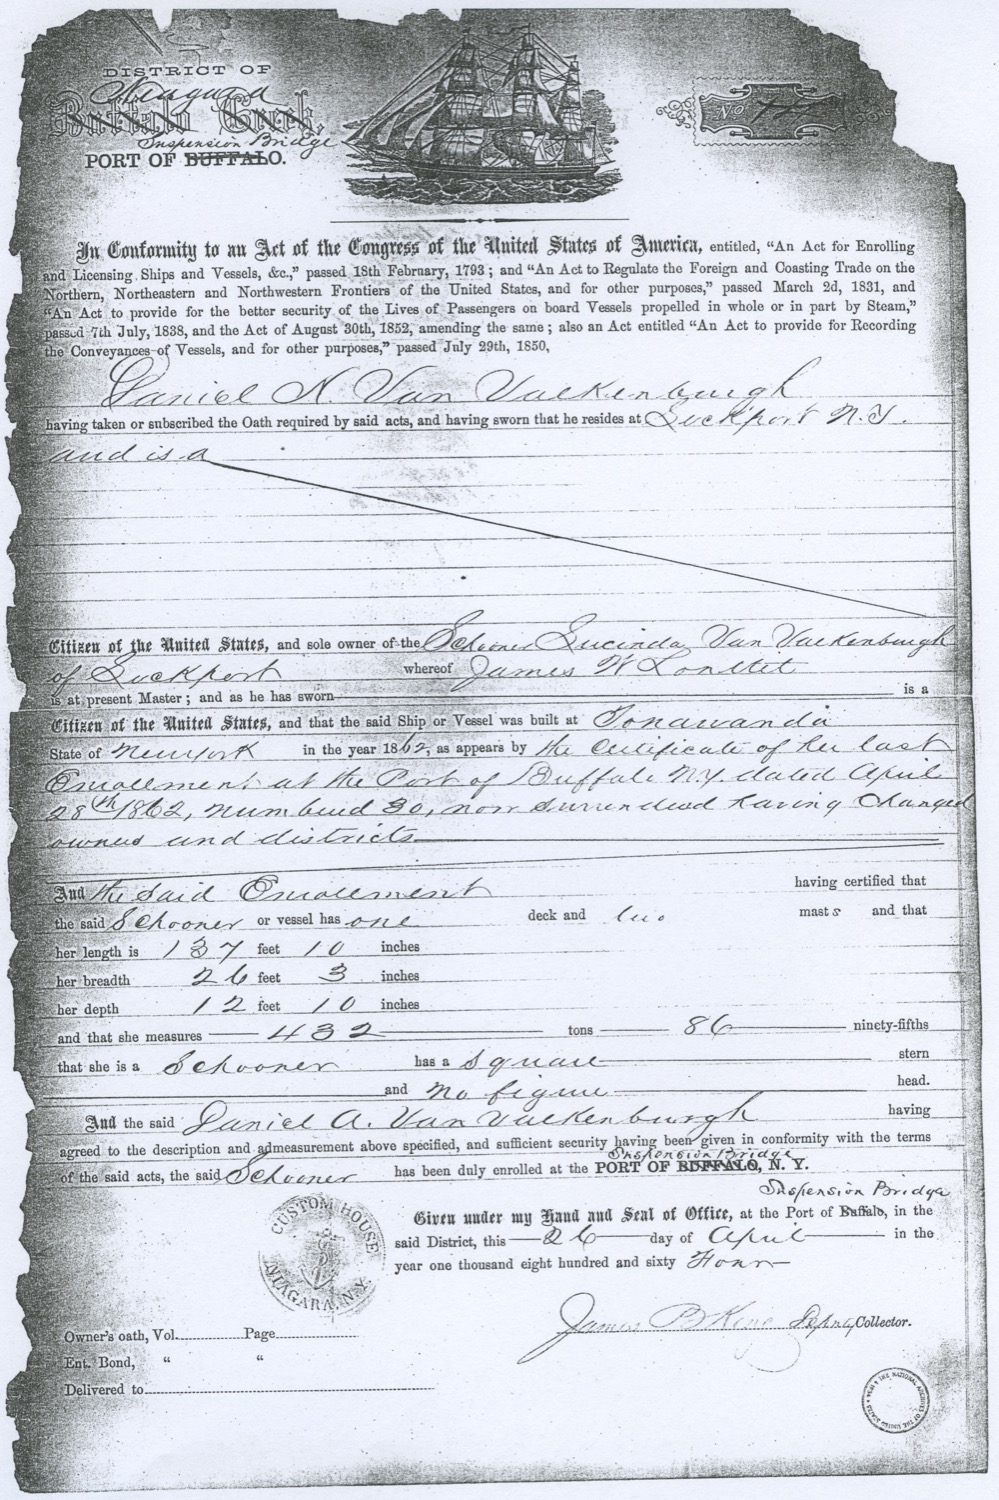 DISTRICT OF
Niagara
Buffalo Creek,
Suspension Bridge
PORT OF BUFFALO.
No
In Conformity to an Act of the Congress of the United States of America, entitled, “An Act for Enrolling
and Licensing Ships and Vessels, &c.,” passed 18th February, 1793; and “An Act to Regulate the Foreign and Coasting Trade on the
Northern, Northeastern and Northwestern Frontiers of the United States, and for other purposes,” passed March 2d, 1831, and
“An Act to provide for the better security of the Lives of Passengers on board Vessels propelled in whole or in part by Steam,”
passed 7th July, 1838, and the Act of August 30th, 1852, amending the same; also an Act entitled “An Act to provide for Recording
the Conveyances of Vessels, and for other purposes,” passed July 29th, 1850,
Daniel A. Van Valkenburgh
having taken or subscribed the Oath required by said acts, and having sworn that he resides at Lockport N.Y.
and is a
Citizen of the United States, and sole owner of the Schooner Lucinda Van Valkenburgh
of Lockport whereof James W
is at present Master; and as he has sworn is a
Citizen of the United States, and that the said Ship or Vessel was built at Tonawanda
State of New York in the year 1862, as appears by the Certificate of her last
Enrollment at the Port of Buffalo N.Y. dated April
28th 1862, numbered 30, now surrendered having changed
owners and districts
And the said Enrollment having certified that
the said Schooner or vessel has one deck and two masts and that
her length is 137 feet 10 inches
her breadth 26 feet 3 inches
her depth 12 feet 10 inches
and that she measures 432 tons 86 ninety-fifths
that she is a Schooner has a square stern
and no figure head.
And the said Daniel A. Van Valkenburgh having
agreed to the description and admeasurement above specified, and sufficient security having been given in conformity with the terms
Suspension Bridge
of the said acts, the said Schooner has been duly enrolled at the PORT OF BUFFALO, N. Y.
Suspension Bridge
Given under my Hand and Seal of Office, at the Port of Buffalo, in the
said District, this 26 day of April in the
year one thousand eight hundred and sixty Four
CUSTOM HOUSE
NIAGARA, N.Y.
James B King Depy Collector.
Owner's oath, Vol. Page
Ent. Bond, “ “
Delivered to
THE NATIONAL ARCHIVES OF THE UNITED STATES